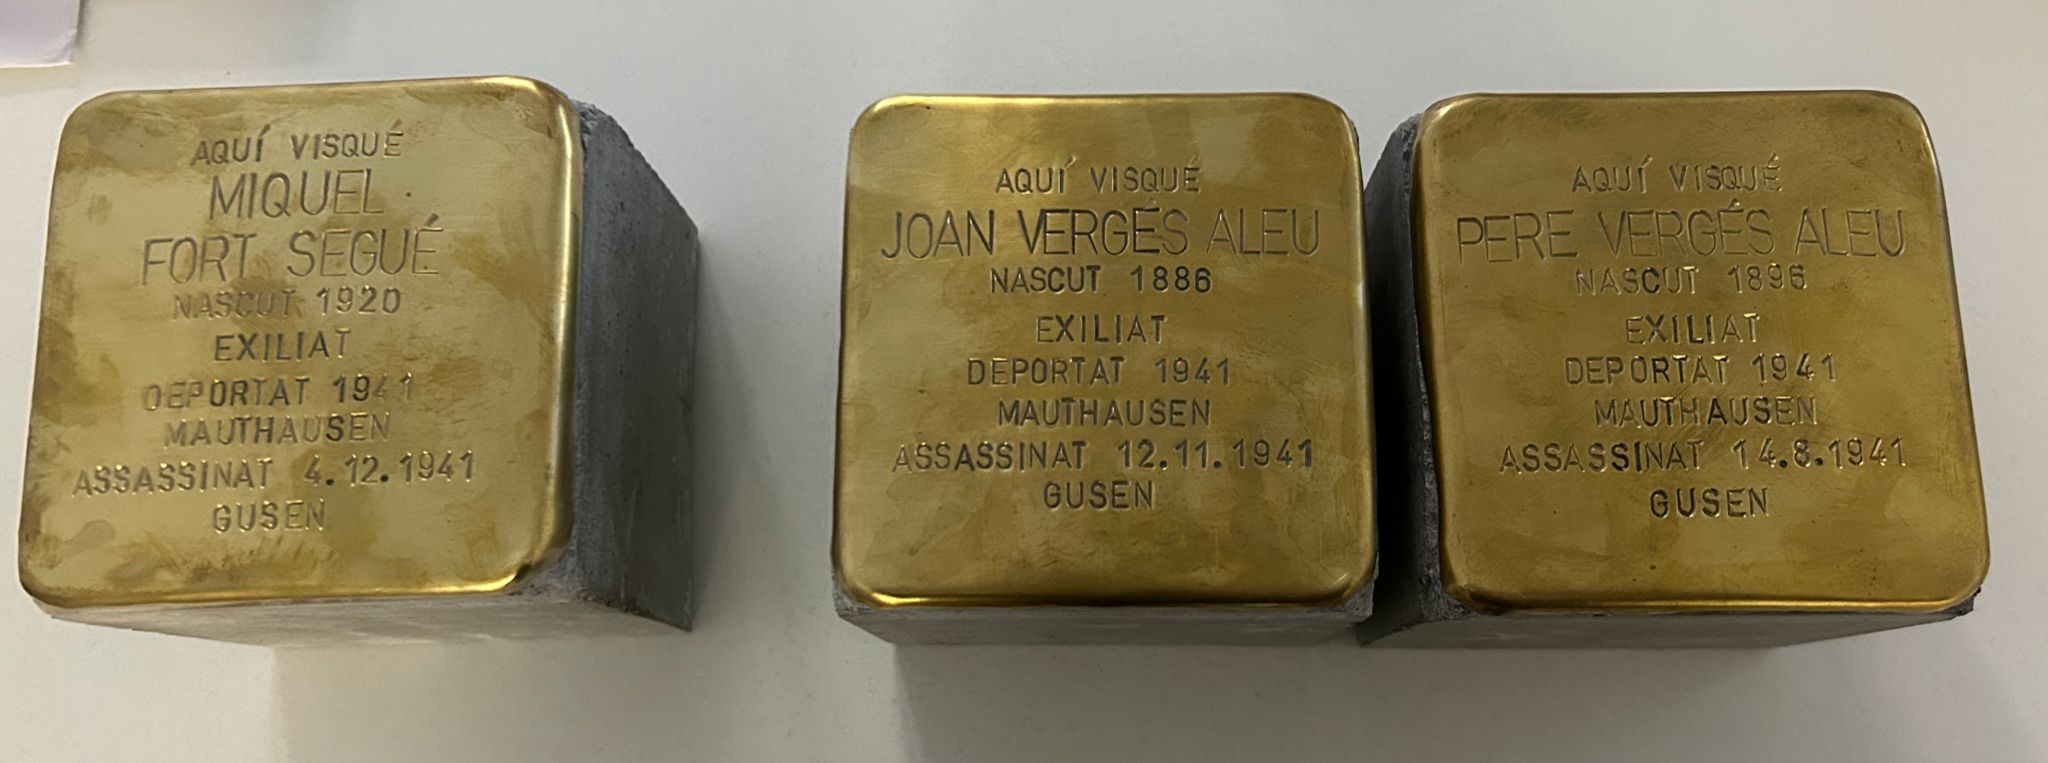 AQUÍ VISQUÉ
MIQUEL
FORT SEGUÉ
NASCUT 1920
EXILIAT
DEPORTAT 1941
MAUTHAUSEN
ASSASSINAT 4.12.1941
GUSEN
AQUÍ VISQUÉ
JOAN VERGÉS ALEU
NASCUT 1886
EXILIAT
DEPORTAT 1941
MAUTHAUSEN
ASSASSINAT 12.11.1941
GUSEN
AQUÍ VISQUÉ
PERE VERGÉS ALEU
NASCUT 1896
EXILIAT
DEPORTAT 1941
MAUTHAUSEN
ASSASSINAT 14.8.1941
GUSEN